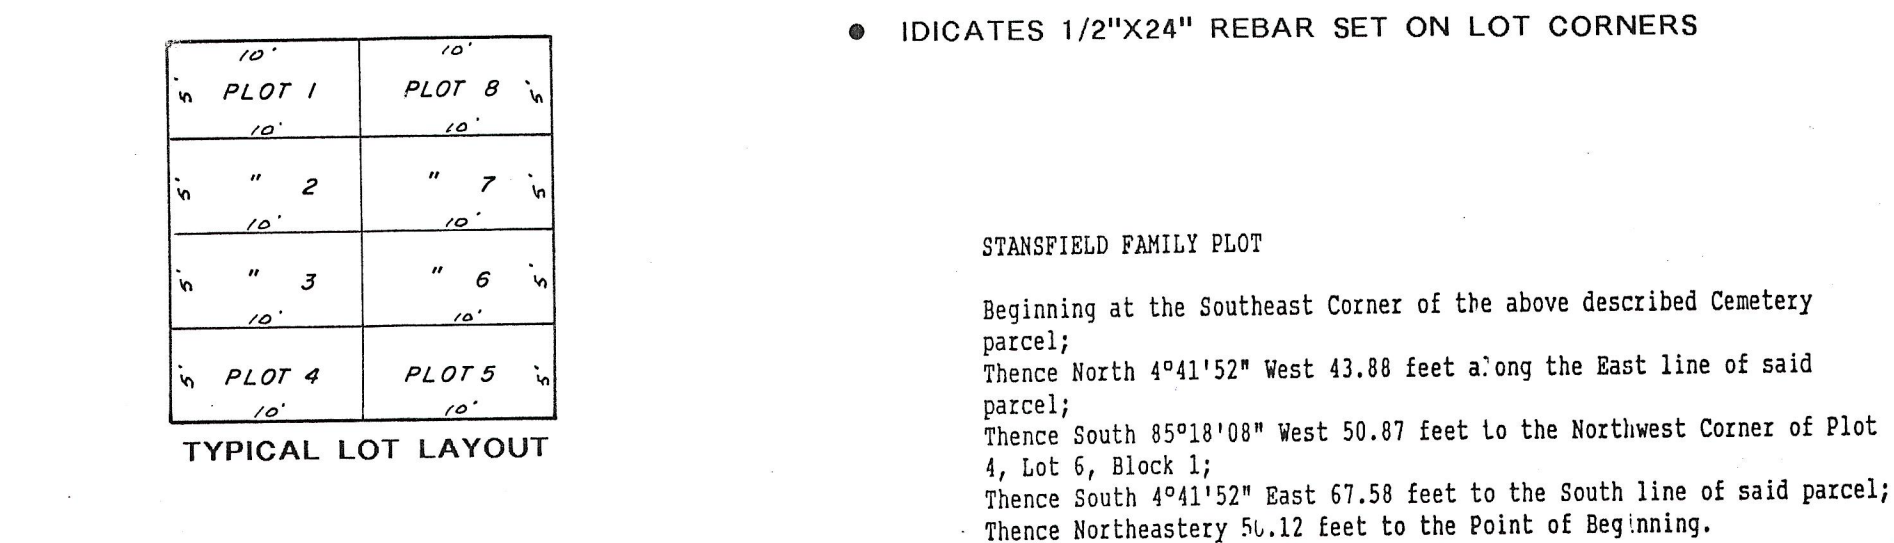 10' 10'
5' PLOT 1 PLOT 8 5'
10' 10'
5' " 2 " 7 5'
10' 10'
5' " 3 " 6 5'
10' 10'
5' PLOT 4 PLOT 5 5'
10' 10'
TYPICAL LOT LAYOUT
● IDICATES 1/2"X24" REBAR SET ON LOT CORNERS
STANSFIELD FAMILY PLOT
Beginning at the Southeast Corner of the above described Cemetery
parcel;
Thence North 4°41'52" West 43.88 feet along the East line of said
parcel;
Thence South 85°18'08" West 50.87 feet to the Northwest Corner of Plot
4, Lot 6, Block 1;
Thence South 4°41'52" East 67.58 feet to the South line of said parcel;
Thence Northeastery feet to the Point of Beginning.